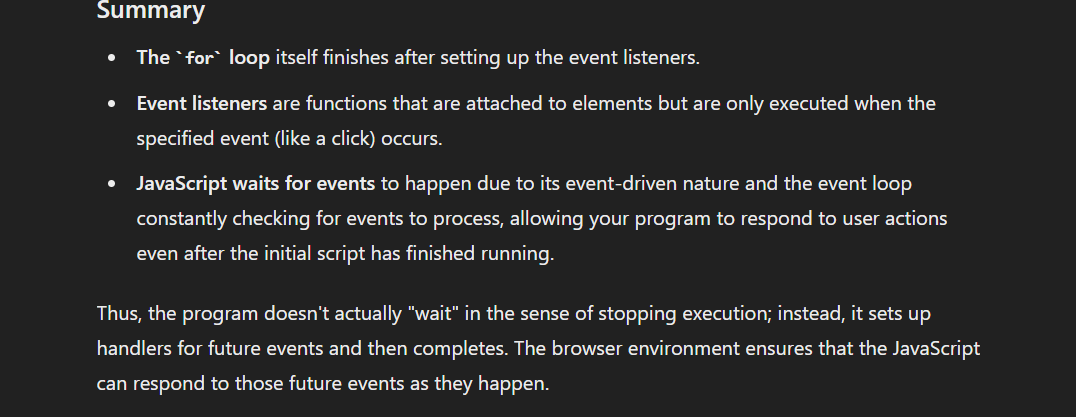 Summary
• The `for` loop itself finishes after setting up the event listeners.
• Event listeners are functions that are attached to elements but are only executed when the
specified event (like a click) occurs.
• JavaScript waits for events to happen due to its event-driven nature and the event loop
constantly checking for events to process, allowing your program to respond to user actions
even after the initial script has finished running.
Thus, the program doesn't actually "wait" in the sense of stopping execution; instead, it sets up
handlers for future events and then completes. The browser environment ensures that the JavaScript
can respond to those future events as they happen.